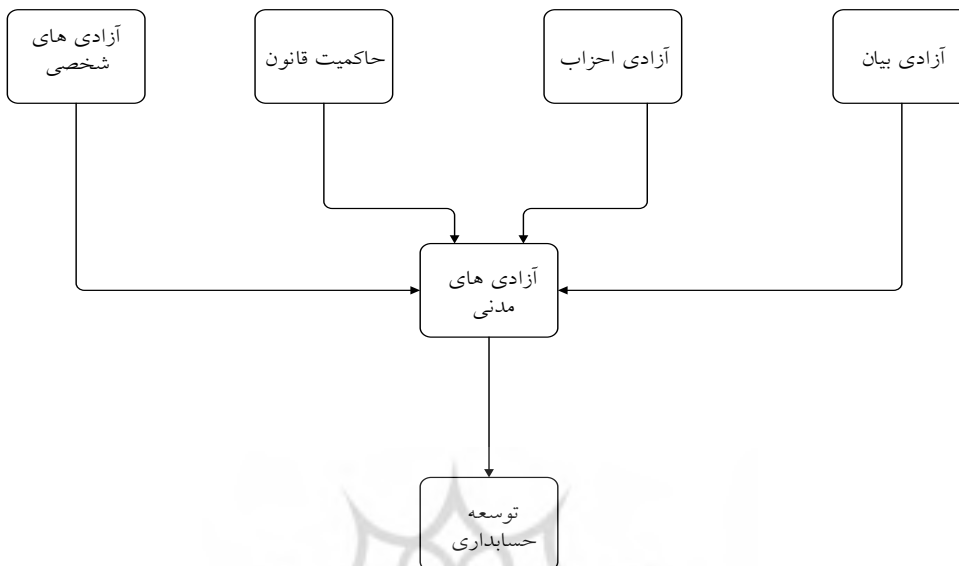 آزادی بیان
آزادی احزاب
حاکمیت قانون
آزادی های
شخصی
آزادی های
مدنی
توسعه
حسابداری